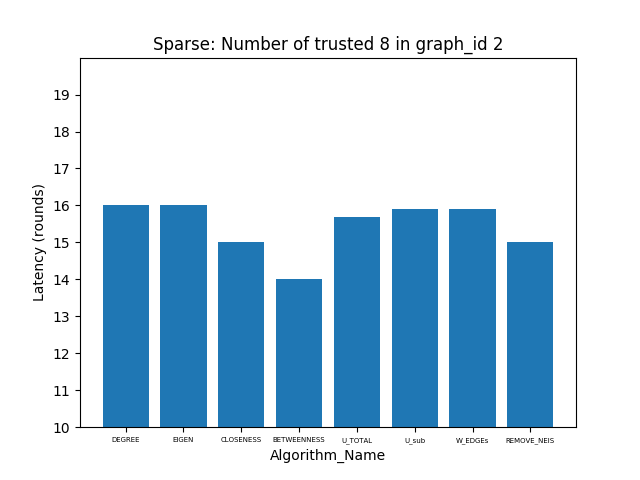 Sparse: Number of trusted 8 in graph_id 2
Latency (rounds)
19
18
17
16
15
14
13
12
11
10
DEGREE EIGEN CLOSENESS BETWEENNESS U_TOTAL U_sub W_EDGEs REMOVE_NEIS
Algorithm_Name